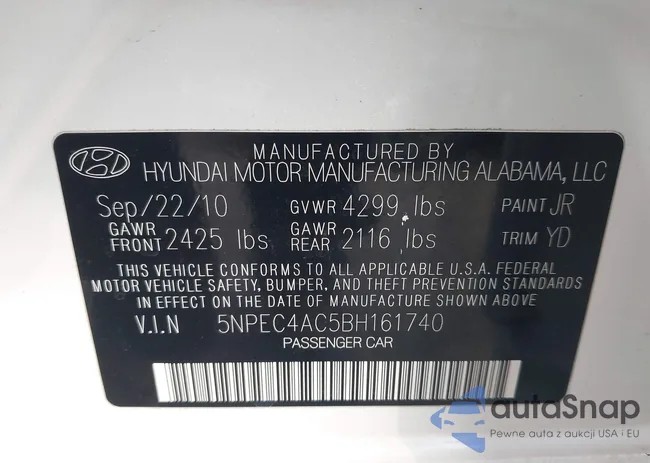 MANUFACTURED BY
HYUNDAI MOTOR MANUFACTURING ALABAMA, LLC
Sep/22/10 GVWR 4299 lbs PAINT JR
GAWR FRONT 2425 lbs GAWR REAR 2116 lbs TRIM YD
THIS VEHICLE CONFORMS TO ALL APPLICABLE U.S.A. FEDERAL
MOTOR VEHICLE SAFETY, BUMPER, AND THEFT PREVENTION STANDARDS
IN EFFECT ON THE DATE OF MANUFACTURE SHOWN ABOVE.
V.I.N 5NPEC4AC5BH161740
PASSENGER CAR
autoSnap
Pewne auta z aukcji USA i EU